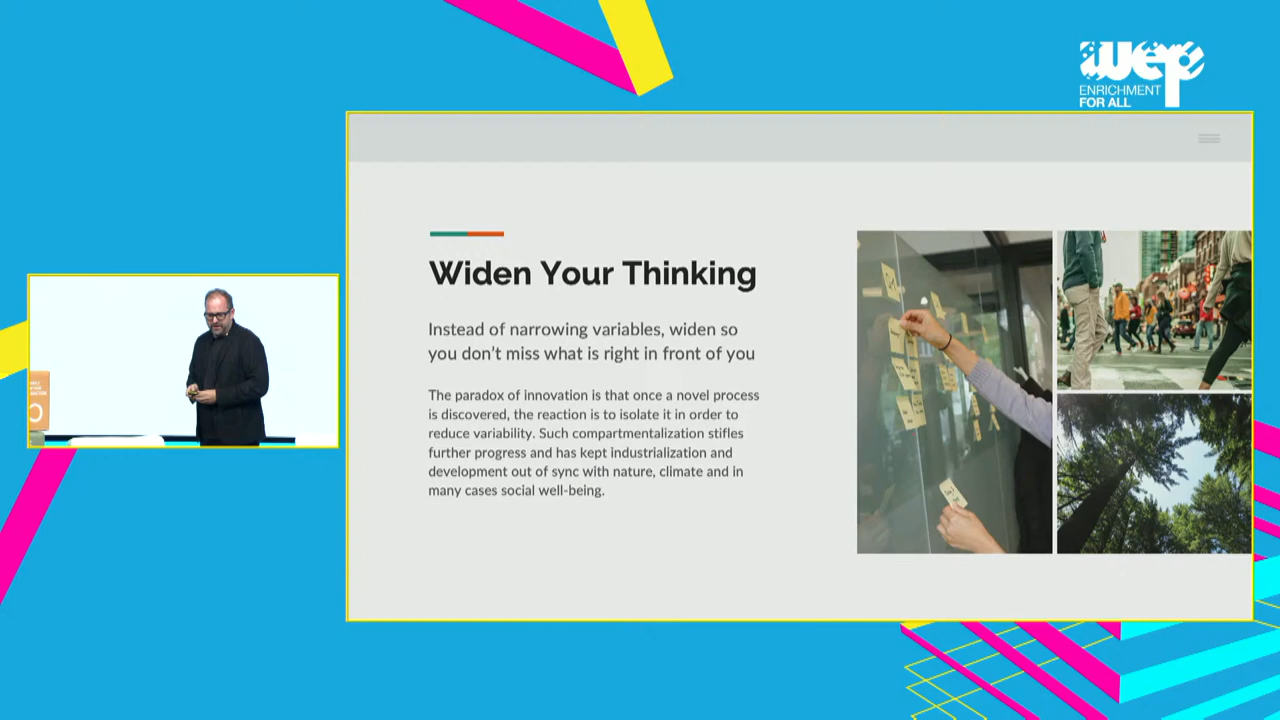 wep
ENRICHMENT
FOR ALL
Widen Your Thinking
Instead of narrowing variables, widen so
you don't miss what is right in front of you
The paradox of innovation is that once a novel process
is discovered, the reaction is to isolate it in order to
reduce variability. Such compartmentalization stifles
further progress and has kept industrialization and
development out of sync with nature, climate and in
many cases social well-being.